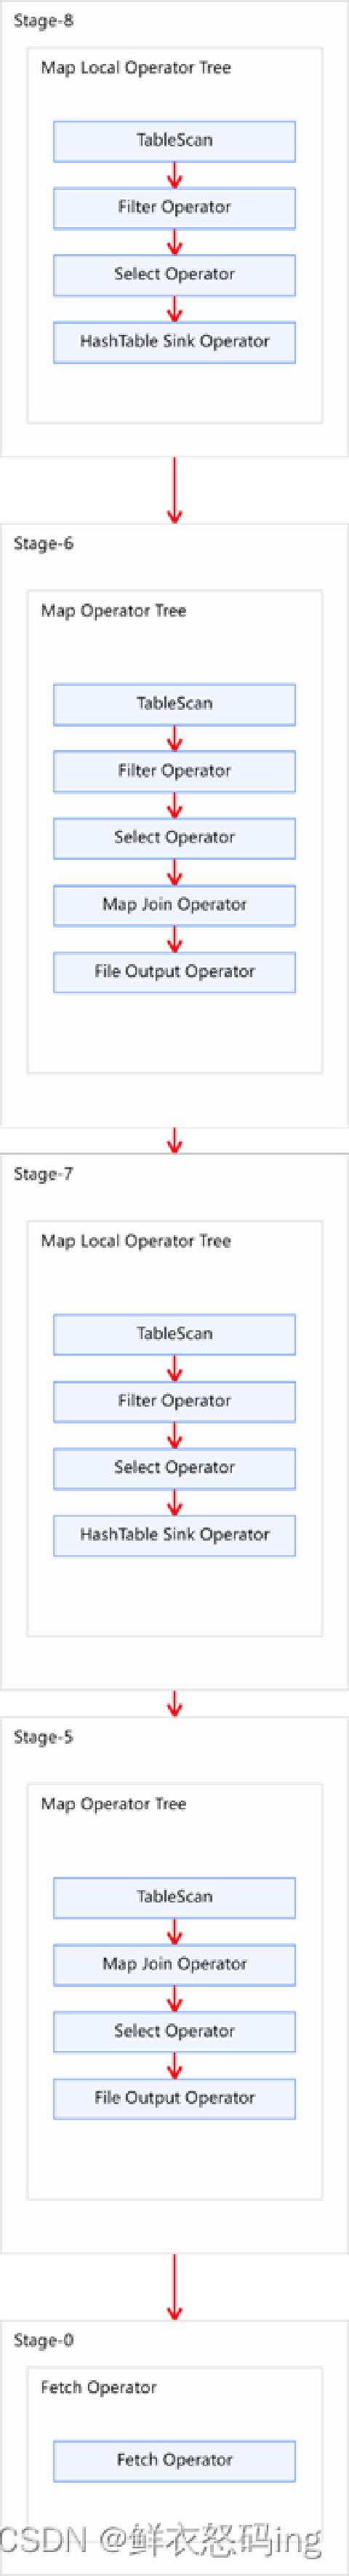 Stage-8
Map Local Operator Tree
TableScan
Filter Operator
Select Operator
HashTable Sink Operator
Stage-6
Map Operator Tree
TableScan
Filter Operator
Select Operator
Map Join Operator
File Output Operator
Stage-7
Map Local Operator Tree
TableScan
Filter Operator
Select Operator
HashTable Sink Operator
Stage-5
Map Operator Tree
TableScan
Map Join Operator
Select Operator
File Output Operator
Stage-0
Fetch Operator
Fetch Operator
CSDN @鲜衣怒码ing